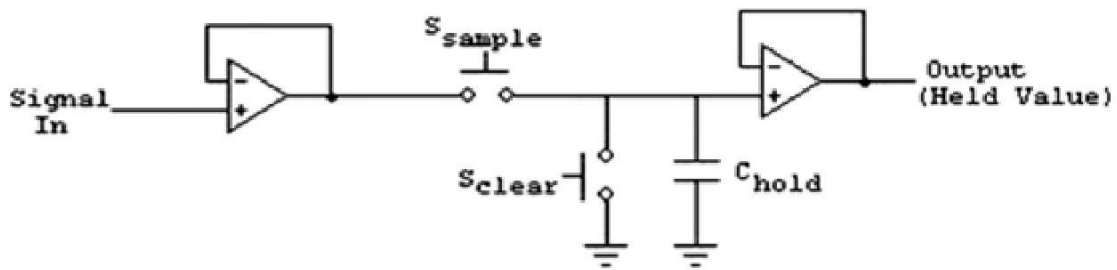 Signal
In
-
+
Ssample
Sclear
Chold
-
+
Output
(Held Value)